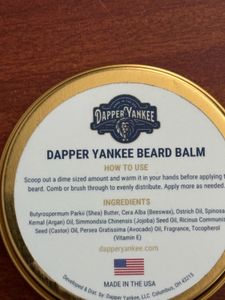 DAPPER YANKEE
DAPPER YANKEE BEARD BALM
HOW TO USE
Scoop out a dime sized amount and warm it in your hands before applying t
beard. Comb or brush through to evenly distribute. Apply more as needed.
INGREDIENTS
Butyrospermum Parkii (Shea) Butter, Cera Alba (Beeswax), Ostrich Oil, Spinosa
Kernal (Argan) Oil, Simmondsia Chinensis (Jojoba) Seed Oil, Ricinus Communis
Seed (Castor) Oil, Persea Gratissima (Avocado) Oil, Fragrance, Tocopherol
(Vitamin E)
dapperyankee.com
MADE IN THE USA
Developed & Dist. by: Dapper Yankee, LLC. Columbus, OH 43215